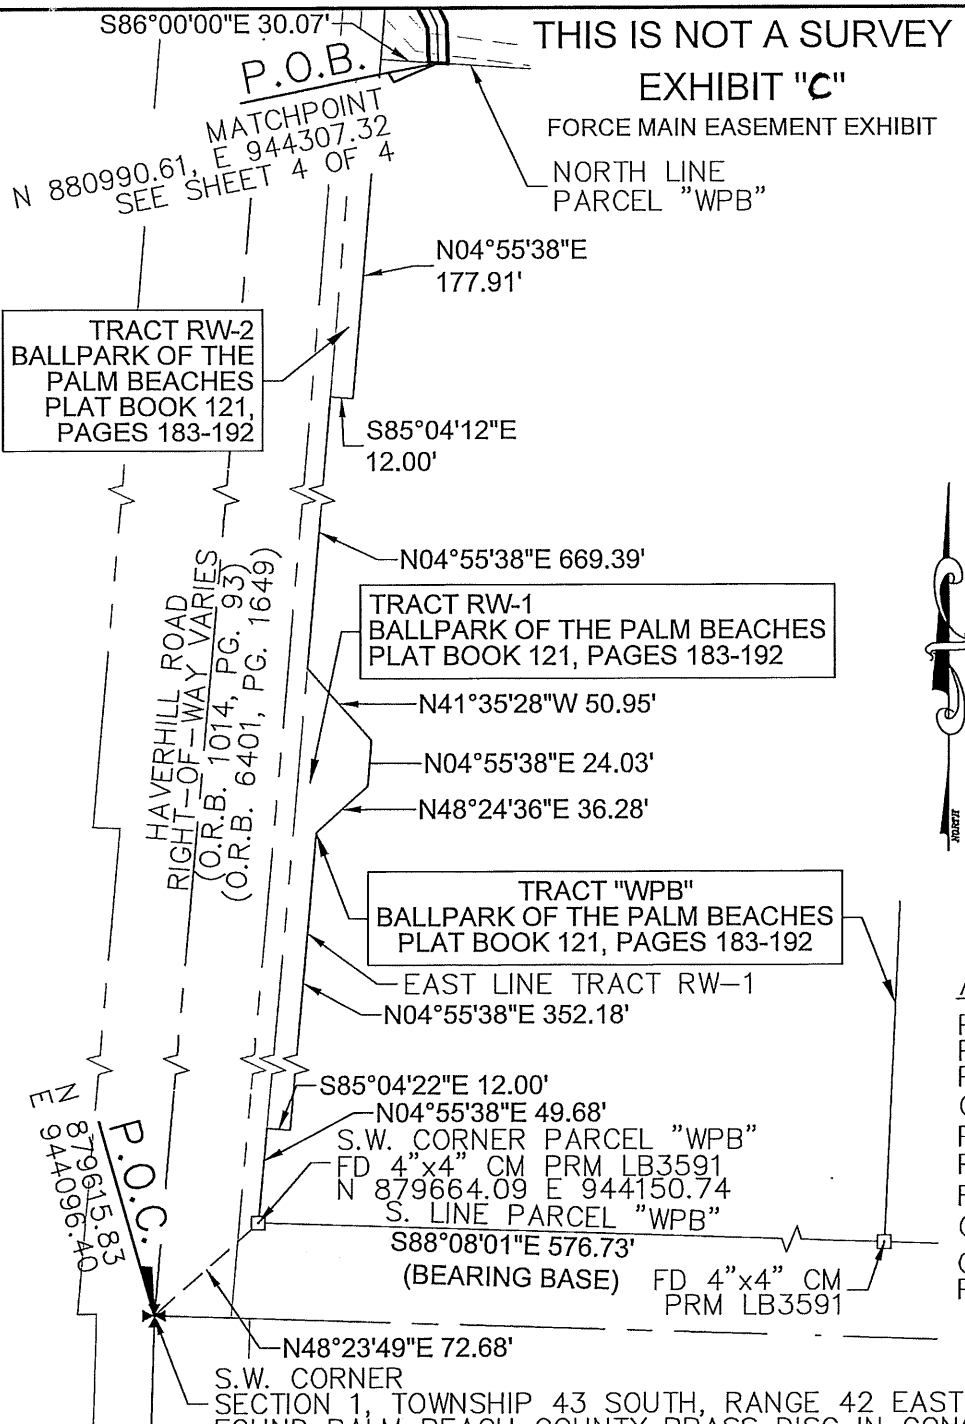 S86°00'00"E 30.07'
THIS IS NOT A SURVEY
EXHIBIT "C"
FORCE MAIN EASEMENT EXHIBIT
P.O.B.
MATCHPOINT
N 880990.61, E 944307.32
SEE SHEET 4 OF 4
NORTH LINE
PARCEL "WPB"
N04°55'38"E
177.91'
TRACT RW-2
BALLPARK OF THE
PALM BEACHES
PLAT BOOK 121,
PAGES 183-192
S85°04'12"E
12.00'
N04°55'38"E 669.39'
HAVERHILL ROAD
RIGHT-OF-WAY VARIES
(O.R.B. 1014, PG. 93)
(O.R.B. 6401, PG. 1649)
TRACT RW-1
BALLPARK OF THE PALM BEACHES
PLAT BOOK 121, PAGES 183-192
N41°35'28"W 50.95'
N04°55'38"E 24.03'
N48°24'36"E 36.28'
NORTH
TRACT "WPB"
BALLPARK OF THE PALM BEACHES
PLAT BOOK 121, PAGES 183-192
EAST LINE TRACT RW-1
N04°55'38"E 352.18'
S85°04'22"E 12.00'
N04°55'38"E 49.68'
S.W. CORNER PARCEL "WPB"
FD 4"x4" CM PRM LB3591
N 879664.09 E 944150.74
S. LINE PARCEL "WPB"
S88°08'01"E 576.73'
(BEARING BASE)
FD 4"x4" CM
PRM LB3591
P.O.C.
N 879615.83
E 944096.40
N48°23'49"E 72.68'
S.W. CORNER
SECTION 1, TOWNSHIP 43 SOUTH, RANGE 42 EAST
FOUND PALM BEACH COUNTY BRASS DISC IN